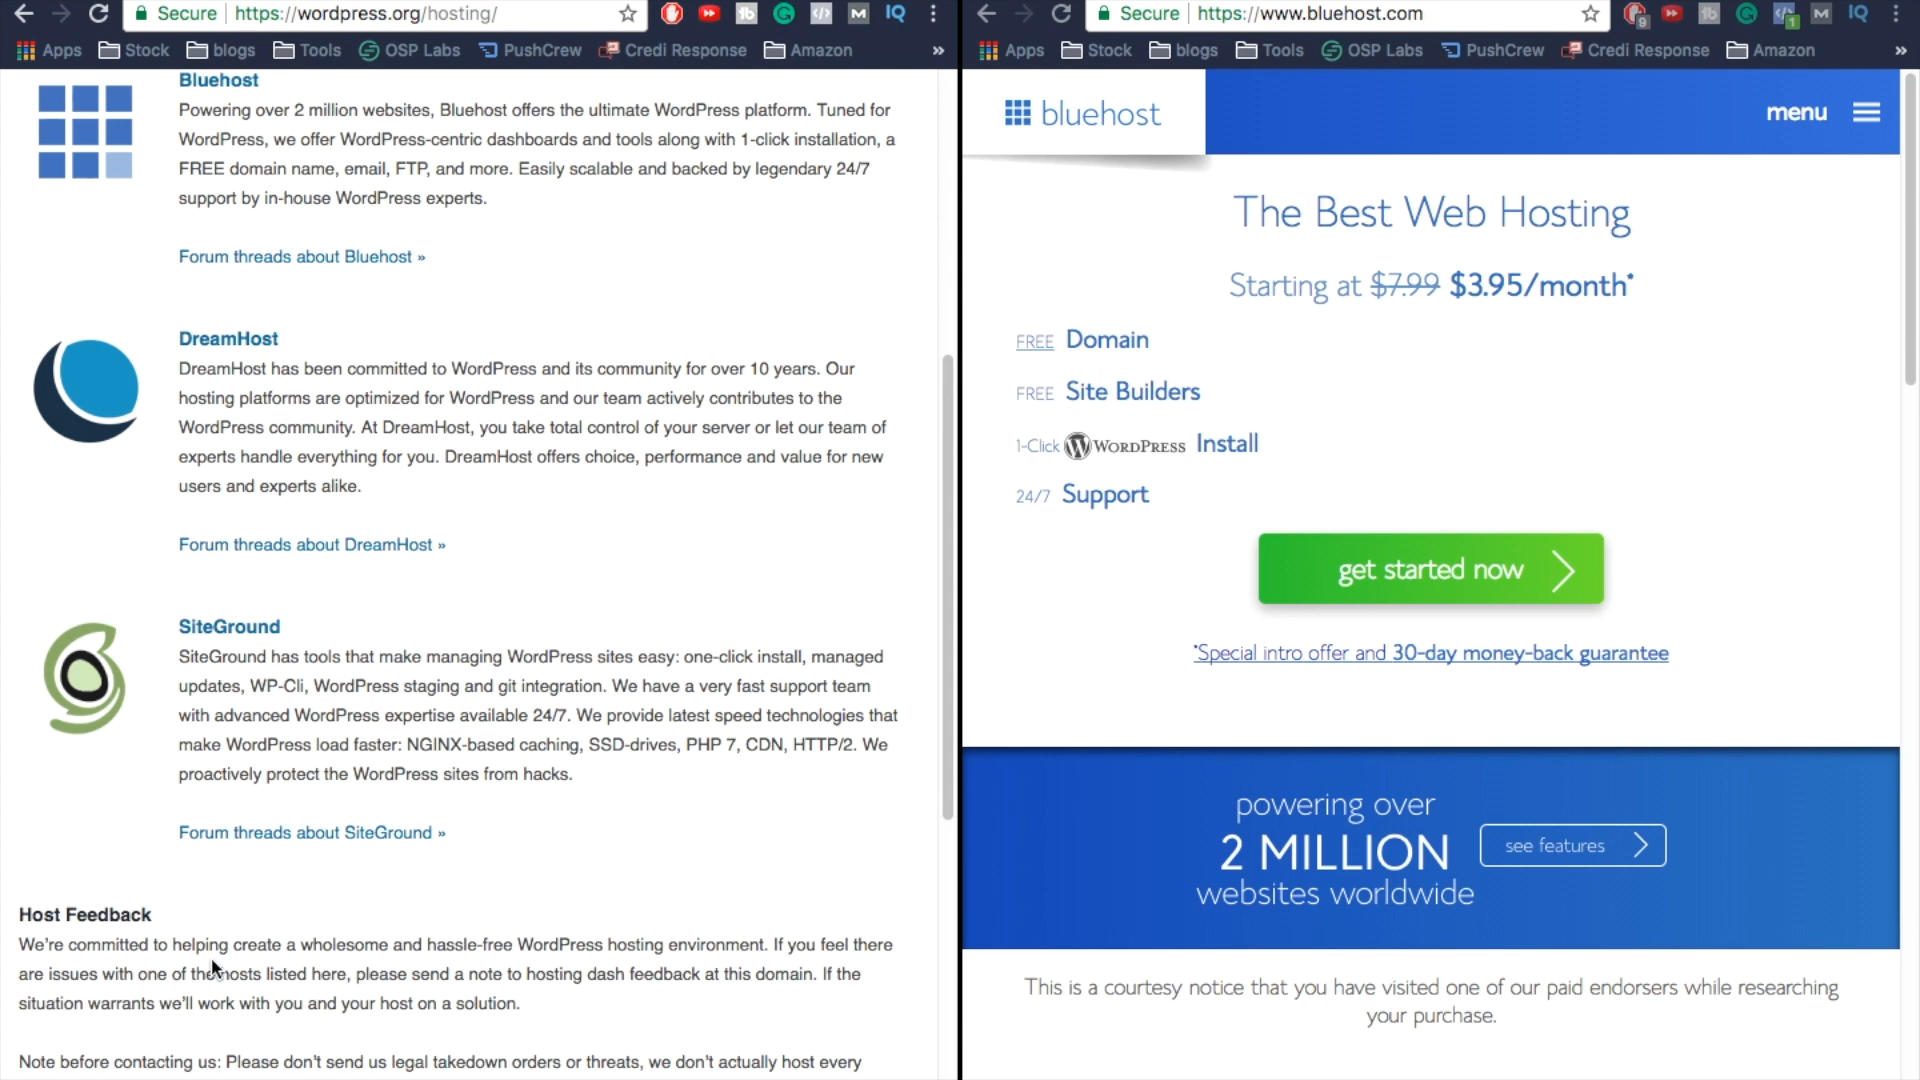 Secure
https://wordpress.org/hosting/
Apps
Stock
blogs
Tools
OSP Labs
PushCrew
Credi Response
Amazon
»
Bluehost
Powering over 2 million websites, Bluehost offers the ultimate WordPress platform. Tuned for
WordPress, we offer WordPress-centric dashboards and tools along with 1-click installation, a
FREE domain name, email, FTP, and more. Easily scalable and backed by legendary 24/7
support by in-house WordPress experts.
Forum threads about Bluehost »
DreamHost
DreamHost has been committed to WordPress and its community for over 10 years. Our
hosting platforms are optimized for WordPress and our team actively contributes to the
WordPress community. At DreamHost, you take total control of your server or let our team of
experts handle everything for you. DreamHost offers choice, performance and value for new
users and experts alike.
Forum threads about DreamHost »
SiteGround
SiteGround has tools that make managing WordPress sites easy: one-click install, managed
updates, WP-Cli, WordPress staging and git integration. We have a very fast support team
with advanced WordPress expertise available 24/7. We provide latest speed technologies that
make WordPress load faster: NGINX-based caching, SSD-drives, PHP 7, CDN, HTTP/2. We
proactively protect the WordPress sites from hacks.
Forum threads about SiteGround »
Host Feedback
We're committed to helping create a wholesome and hassle-free WordPress hosting environment. If you feel there
are issues with one of the hosts listed here, please send a note to hosting dash feedback at this domain. If the
situation warrants we'll work with you and your host on a solution.
Note before contacting us: Please don't send us legal takedown orders or threats, we don't actually host every
Secure
https://www.bluehost.com
Apps
Stock
blogs
Tools
OSP Labs
PushCrew
Credi Response
Amazon
»
bluehost
menu
The Best Web Hosting
Starting at $7.99 $3.95/month*
FREE Domain
FREE Site Builders
1-Click WORDPRESS Install
24/7 Support
get started now
*Special intro offer and 30-day money-back guarantee
powering over
2 MILLION
websites worldwide
see features
This is a courtesy notice that you have visited one of our paid endorsers while researching
your purchase.